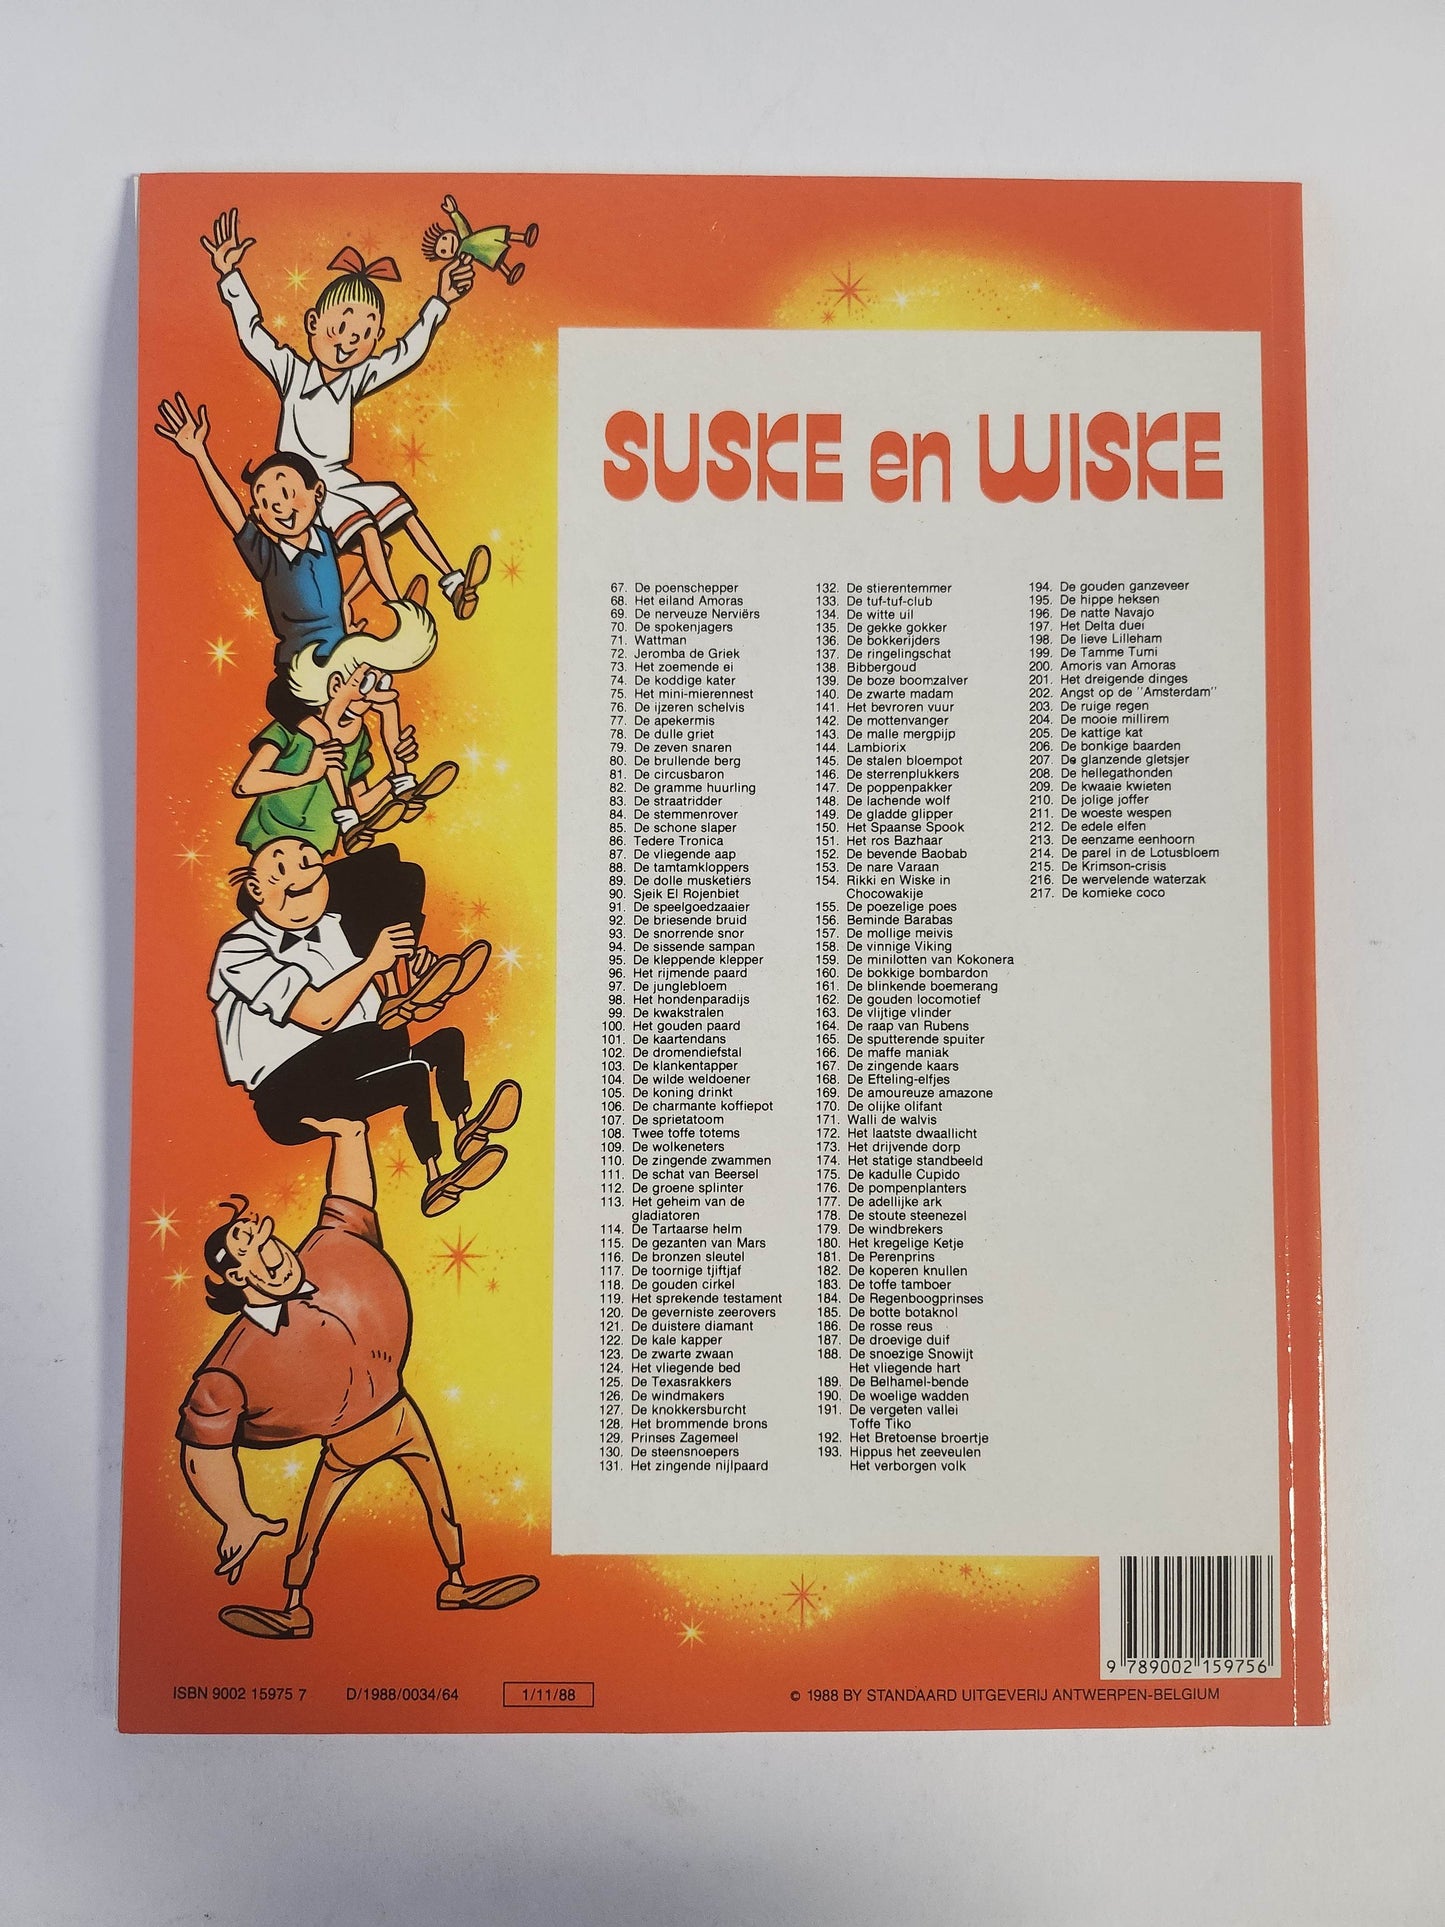 SUSKE en WISKE
67. De poenschepper
68. Het eiland Amoras
69. De nerveuze Nerviërs
70. De spokenjagers
71. Wattman
72. Jeromba de Griek
73. Het zoemende ei
74. De koddige kater
75. Het mini-mierennest
76. De ijzeren schelvis
77. De apekermis
78. De dulle griet
79. De zeven snaren
80. De brullende berg
81. De circusbaron
82. De gramme huurling
83. De straatridder
84. De stemmenrover
85. De schone slaper
86. Tedere Tronica
87. De vliegende aap
88. De tamtamkloppers
89. De dolle musketiers
90. Sjeik El Rojenbiet
91. De speelgoedzaaier
92. De briesende bruid
93. De snorrende snor
94. De sissende sampan
95. De kleppende klepper
96. Het rijmende paard
97. De junglebloem
98. Het hondenparadijs
99. De kwakstralen
100. Het gouden paard
101. De kaartendans
102. De dromendiefstal
103. De klankentapper
104. De wilde weldoener
105. De koning drinkt
106. De charmante koffiepot
107. De sprietatoom
108. Twee toffe totems
109. De wolkeneters
110. De zingende zwammen
111. De schat van Beersel
112. De groene splinter
113. Het geheim van de
gladiatoren
114. De Tartaarse helm
115. De gezanten van Mars
116. De bronzen sleutel
117. De toornige tjiftjaf
118. De gouden cirkel
119. Het sprekende testament
120. De geverniste zeerovers
121. De duistere diamant
122. De kale kapper
123. De zwarte zwaan
124. Het vliegende bed
125. De Texasrakkers
126. De windmakers
127. De knokkersburcht
128. Het brommende brons
129. Prinses Zagemeel
130. De steensnoepers
131. Het zingende nijlpaard
132. De stierentemmer
133. De tuf-tuf-club
134. De witte uil
135. De gekke gokker
136. De bokkerijders
137. De ringelingschat
138. Bibbergoud
139. De boze boomzalver
140. De zwarte madam
141. Het bevroren vuur
142. De mottenvanger
143. De malle mergpijp
144. Lambiorix
145. De stalen bloempot
146. De sterrenplukkers
147. De poppenpakker
148. De lachende wolf
149. De gladde glipper
150. Het Spaanse Spook
151. Het ros Bazhaar
152. De bevende Baobab
153. De nare Varaan
154. Rikki en Wiske in
Chocowakije
155. De poezelige poes
156. Beminde Barabas
157. De mollige meivis
158. De vinnige Viking
159. De minilotten van Kokonera
160. De bokkige bombardon
161. De blinkende boemerang
162. De gouden locomotief
163. De vlijtige vlinder
164. De raap van Rubens
165. De sputterende spuiter
166. De maffe maniak
167. De zingende kaars
168. De Efteling-elfjes
169. De amoureuze amazone
170. De olijke olifant
171. Walli de walvis
172. Het laatste dwaallicht
173. Het drijvende dorp
174. Het statige standbeeld
175. De kadulle Cupido
176. De pompenplanters
177. De adellijke ark
178. De stoute steenezel
179. De windbrekers
180. Het kregelige Ketje
181. De Perenprins
182. De koperen knullen
183. De toffe tamboer
184. De Regenboogprinses
185. De botte botaknol
186. De rosse reus
187. De droevige duif
188. De snoezige Snowijt
Het vliegende hart
189. De Belhamel-bende
190. De woelige wadden
191. De vergeten vallei
Toffe Tiko
192. Het Bretoense broertje
193. Hippus het zeeveulen
Het verborgen volk
194. De gouden ganzeveer
195. De hippe heksen
196. De natte Navajo
197. Het Delta duel
198. De lieve Lilleham
199. De Tamme Tumi
200. Amoris van Amoras
201. Het dreigende dinges
202. Angst op de "Amsterdam"
203. De ruige regen
204. De mooie millirem
205. De kattige kat
206. De bonkige baarden
207. De glanzende gletsjer
208. De hellegathonden
209. De kwaaie kwieten
210. De jolige joffer
211. De woeste wespen
212. De edele elfen
213. De eenzame eenhoorn
214. De parel in de Lotusbloem
215. De Krimson-crisis
216. De wervelende waterzak
217. De komieke coco
9 789002 159756
ISBN 9002 15975 7 D/1988/0034/64 1/11/88 © 1988 BY STANDAARD UITGEVERIJ ANTWERPEN-BELGIUM